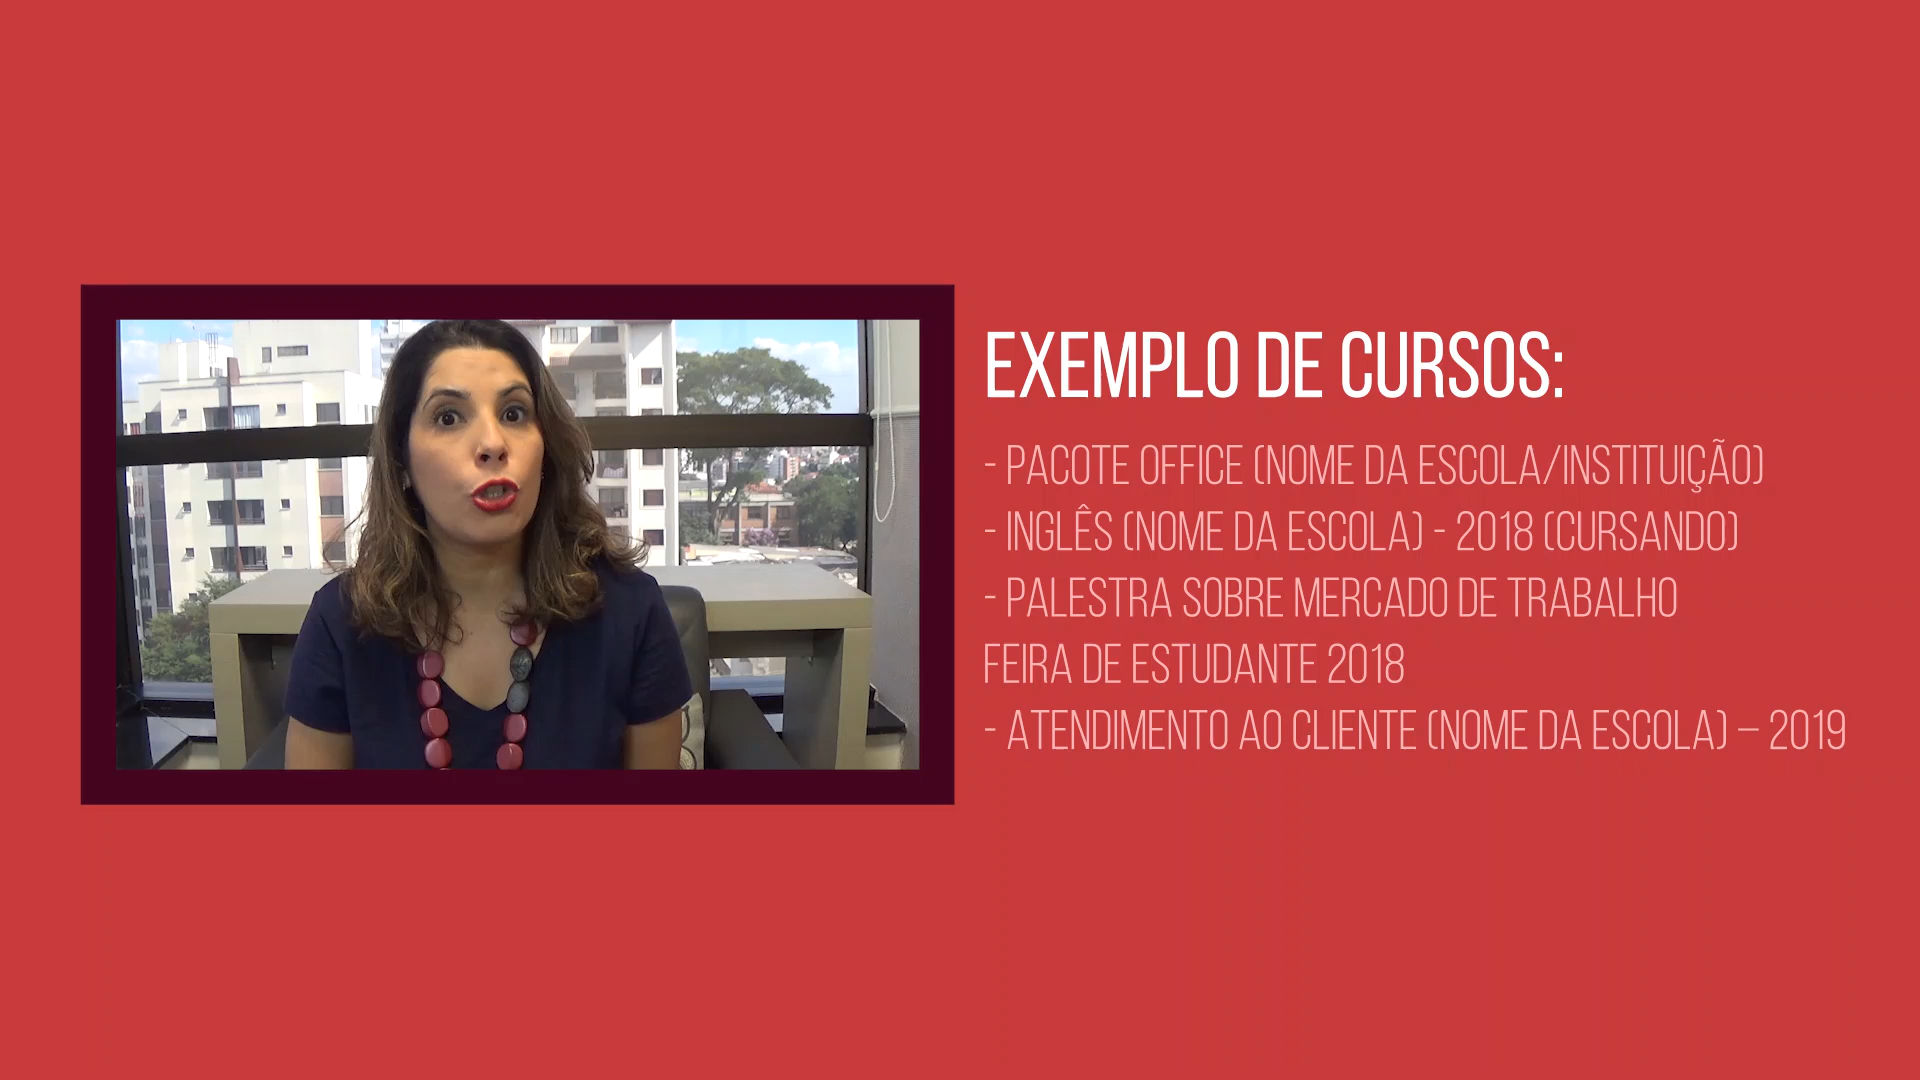 EXEMPLO DE CURSOS:
- PACOTE OFFICE (NOME DA ESCOLA/INSTITUIÇÃO)
- INGLÊS (NOME DA ESCOLA) - 2018 (CURSANDO)
- PALESTRA SOBRE MERCADO DE TRABALHO
FEIRA DE ESTUDANTE 2018
- ATENDIMENTO AO CLIENTE (NOME DA ESCOLA) – 2019